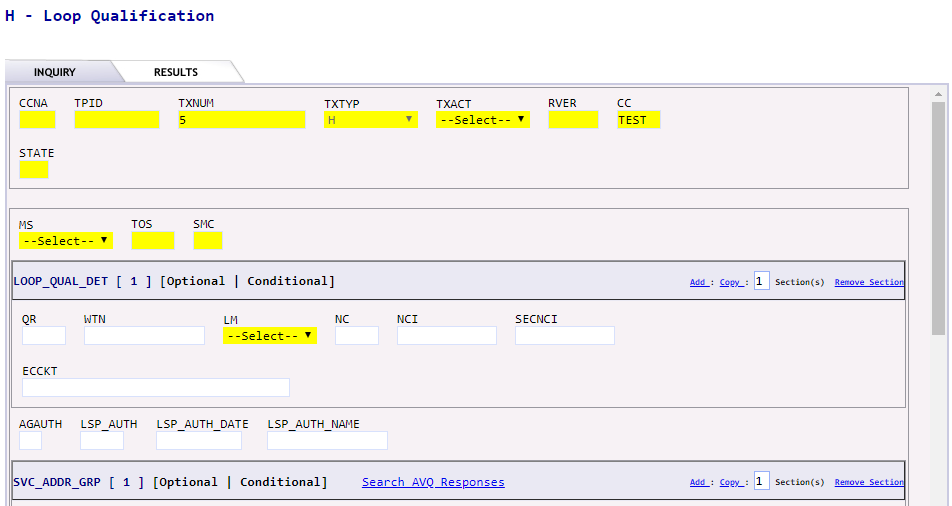 H - Loop Qualification
INQUIRY RESULTS
CCNA TPID TXNUM TXTYP TXACT RVER CC
5 H --Select-- TEST
STATE
MS TOS SMC
--Select--
LOOP_QUAL_DET [ 1 ] [Optional | Conditional] Add : Copy : 1 Section(s) Remove Section
QR WTN LM NC NCI SECNCI
--Select--
ECCKT
AGAUTH LSP_AUTH LSP_AUTH_DATE LSP_AUTH_NAME
SVC_ADDR_GRP [ 1 ] [Optional | Conditional] Search AVQ Responses Add : Copy : 1 Section(s) Remove Section